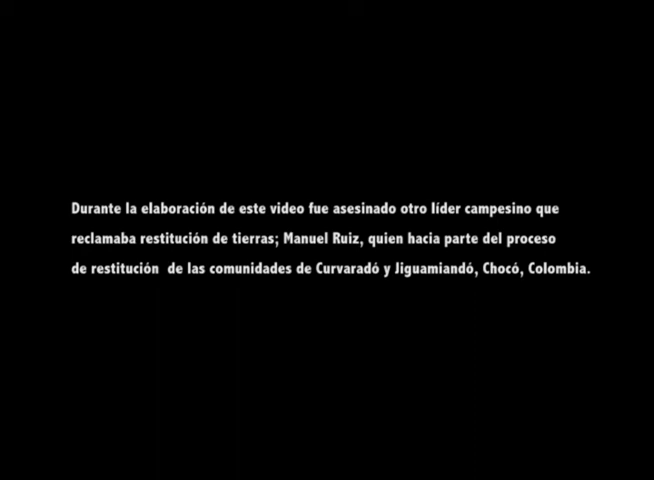 Durante la elaboración de este video fue asesinado otro líder campesino que
reclamaba restitución de tierras; Manuel Ruiz, quien hacia parte del proceso
de restitución  de las comunidades de Curvaradó y Jiguamiandó, Chocó, Colombia.